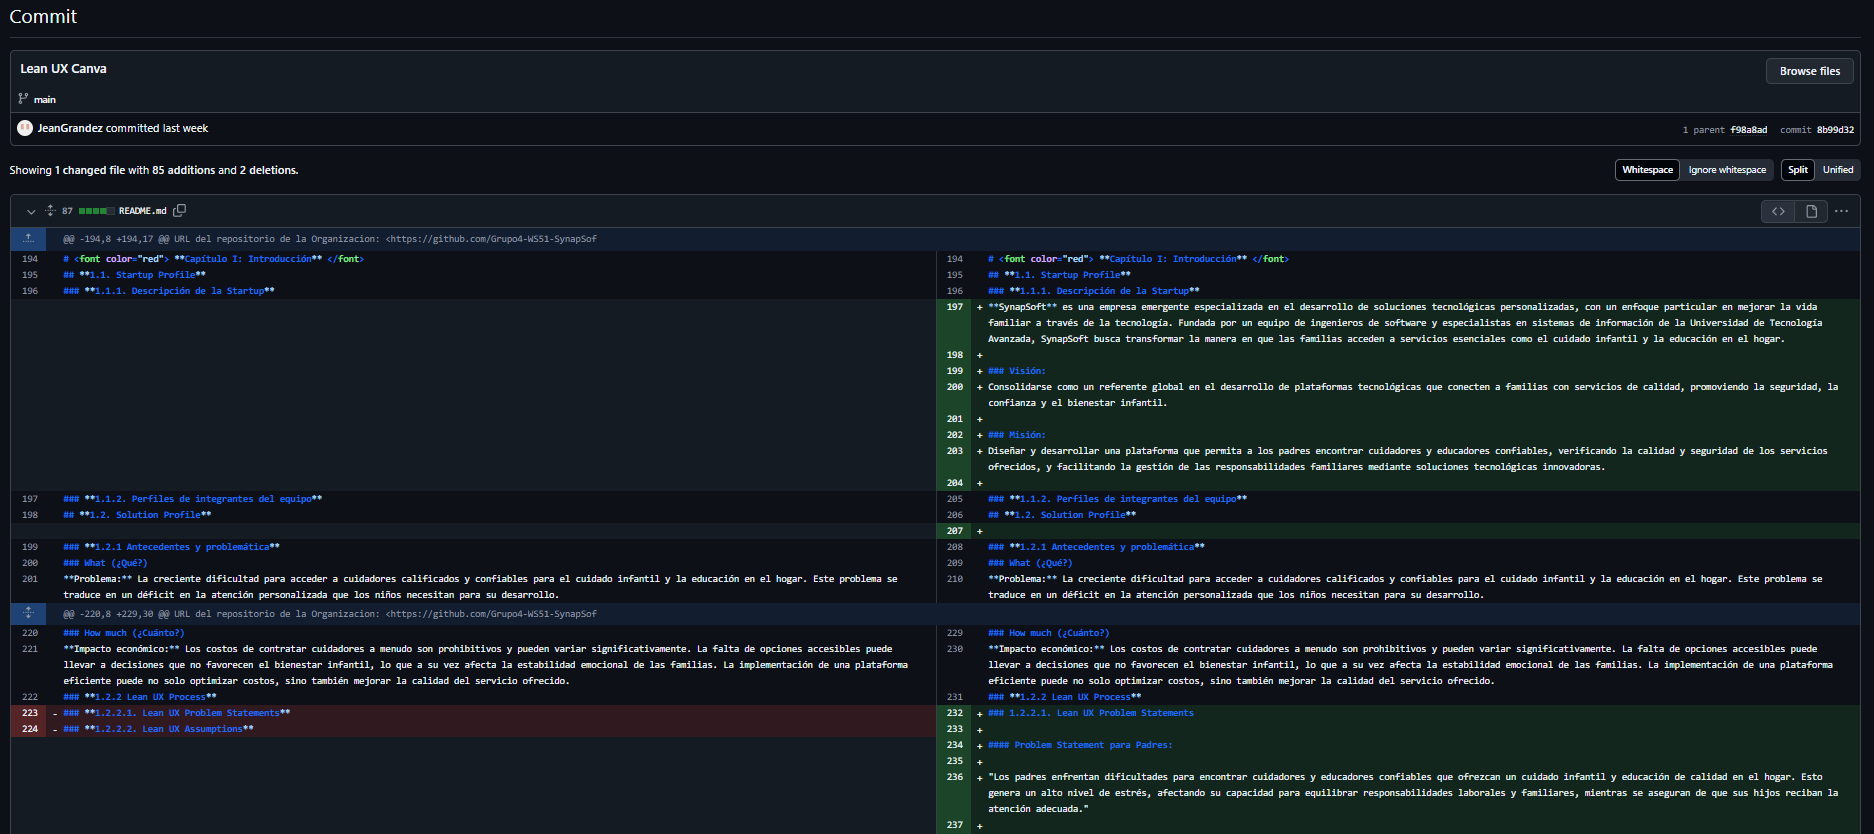 Commit
Lean UX Canva
Browse files
main
JeanGrandez committed last week
1 parent f98a8ad commit 8b99d32
Showing 1 changed file with 85 additions and 2 deletions.
Whitespace Ignore whitespace Split Unified
87 README.md
@@ -194,8 +194,17 @@ URL del repositorio de la Organizacion: <https://github.com/Grupo4-WS51-SynapSof
194 # <font color="red"> **Capítulo I: Introducción** </font>
195 ## **1.1. Startup Profile**
196 ### **1.1.1. Descripción de la Startup**
197 ### **1.1.2. Perfiles de integrantes del equipo**
198 ## **1.2. Solution Profile**
199 ### **1.2.1 Antecedentes y problemática**
200 ### What (¿Qué?)
201 **Problema:** La creciente dificultad para acceder a cuidadores calificados y confiables para el cuidado infantil y la educación en el hogar. Este problema se
traduce en un déficit en la atención personalizada que los niños necesitan para su desarrollo.
194 # <font color="red"> **Capítulo I: Introducción** </font>
195 ## **1.1. Startup Profile**
196 ### **1.1.1. Descripción de la Startup**
197 + **SynapSoft** es una empresa emergente especializada en el desarrollo de soluciones tecnológicas personalizadas, con un enfoque particular en mejorar la vida
familiar a través de la tecnología. Fundada por un equipo de ingenieros de software y especialistas en sistemas de información de la Universidad de Tecnología
Avanzada, SynapSoft busca transformar la manera en que las familias acceden a servicios esenciales como el cuidado infantil y la educación en el hogar.
198 +
199 + ### Visión:
200 + Consolidarse como un referente global en el desarrollo de plataformas tecnológicas que conecten a familias con servicios de calidad, promoviendo la seguridad, la
confianza y el bienestar infantil.
201 +
202 + ### Misión:
203 + Diseñar y desarrollar una plataforma que permita a los padres encontrar cuidadores y educadores confiables, verificando la calidad y seguridad de los servicios
ofrecidos, y facilitando la gestión de las responsabilidades familiares mediante soluciones tecnológicas innovadoras.
204 +
205 ### **1.1.2. Perfiles de integrantes del equipo**
206 ## **1.2. Solution Profile**
207 +
208 ### **1.2.1 Antecedentes y problemática**
209 ### What (¿Qué?)
210 **Problema:** La creciente dificultad para acceder a cuidadores calificados y confiables para el cuidado infantil y la educación en el hogar. Este problema se
traduce en un déficit en la atención personalizada que los niños necesitan para su desarrollo.
@@ -220,8 +229,30 @@ URL del repositorio de la Organizacion: <https://github.com/Grupo4-WS51-SynapSof
220 ### How much (¿Cuánto?)
221 **Impacto económico:** Los costos de contratar cuidadores a menudo son prohibitivos y pueden variar significativamente. La falta de opciones accesibles puede
llevar a decisiones que no favorecen el bienestar infantil, lo que a su vez afecta la estabilidad emocional de las familias. La implementación de una plataforma
eficiente puede no solo optimizar costos, sino también mejorar la calidad del servicio ofrecido.
222 ### **1.2.2 Lean UX Process**
223 - ### **1.2.2.1. Lean UX Problem Statements**
224 - ### **1.2.2.2. Lean UX Assumptions**
229 ### How much (¿Cuánto?)
230 **Impacto económico:** Los costos de contratar cuidadores a menudo son prohibitivos y pueden variar significativamente. La falta de opciones accesibles puede
llevar a decisiones que no favorecen el bienestar infantil, lo que a su vez afecta la estabilidad emocional de las familias. La implementación de una plataforma
eficiente puede no solo optimizar costos, sino también mejorar la calidad del servicio ofrecido.
231 ### **1.2.2 Lean UX Process**
232 + ### 1.2.2.1. Lean UX Problem Statements
233 +
234 + #### Problem Statement para Padres:
235 +
236 + "Los padres enfrentan dificultades para encontrar cuidadores y educadores confiables que ofrezcan un cuidado infantil y educación de calidad en el hogar. Esto
genera un alto nivel de estrés, afectando su capacidad para equilibrar responsabilidades laborales y familiares, mientras se aseguran de que sus hijos reciban la
atención adecuada."
237 +